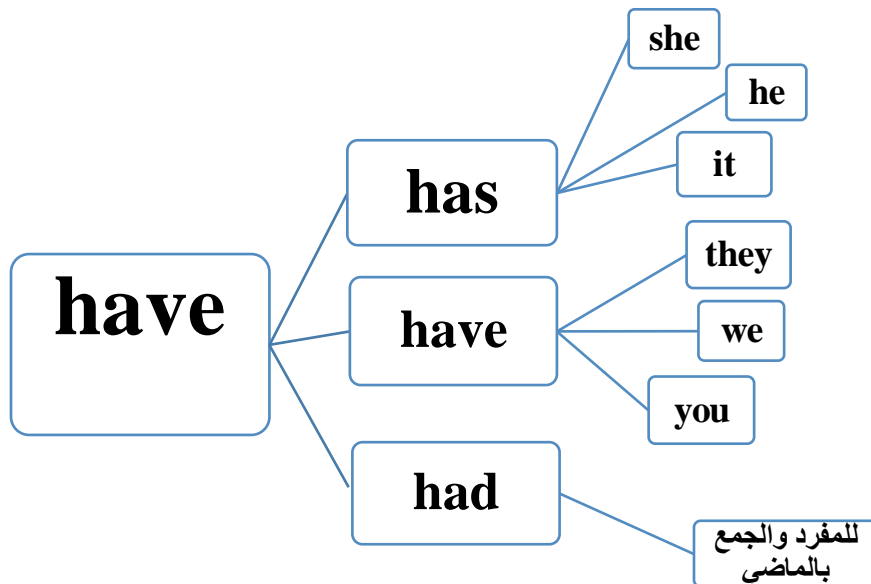 have
has
she
he
it
have
they
we
you
had
للمفرد والجمع
بالماضي